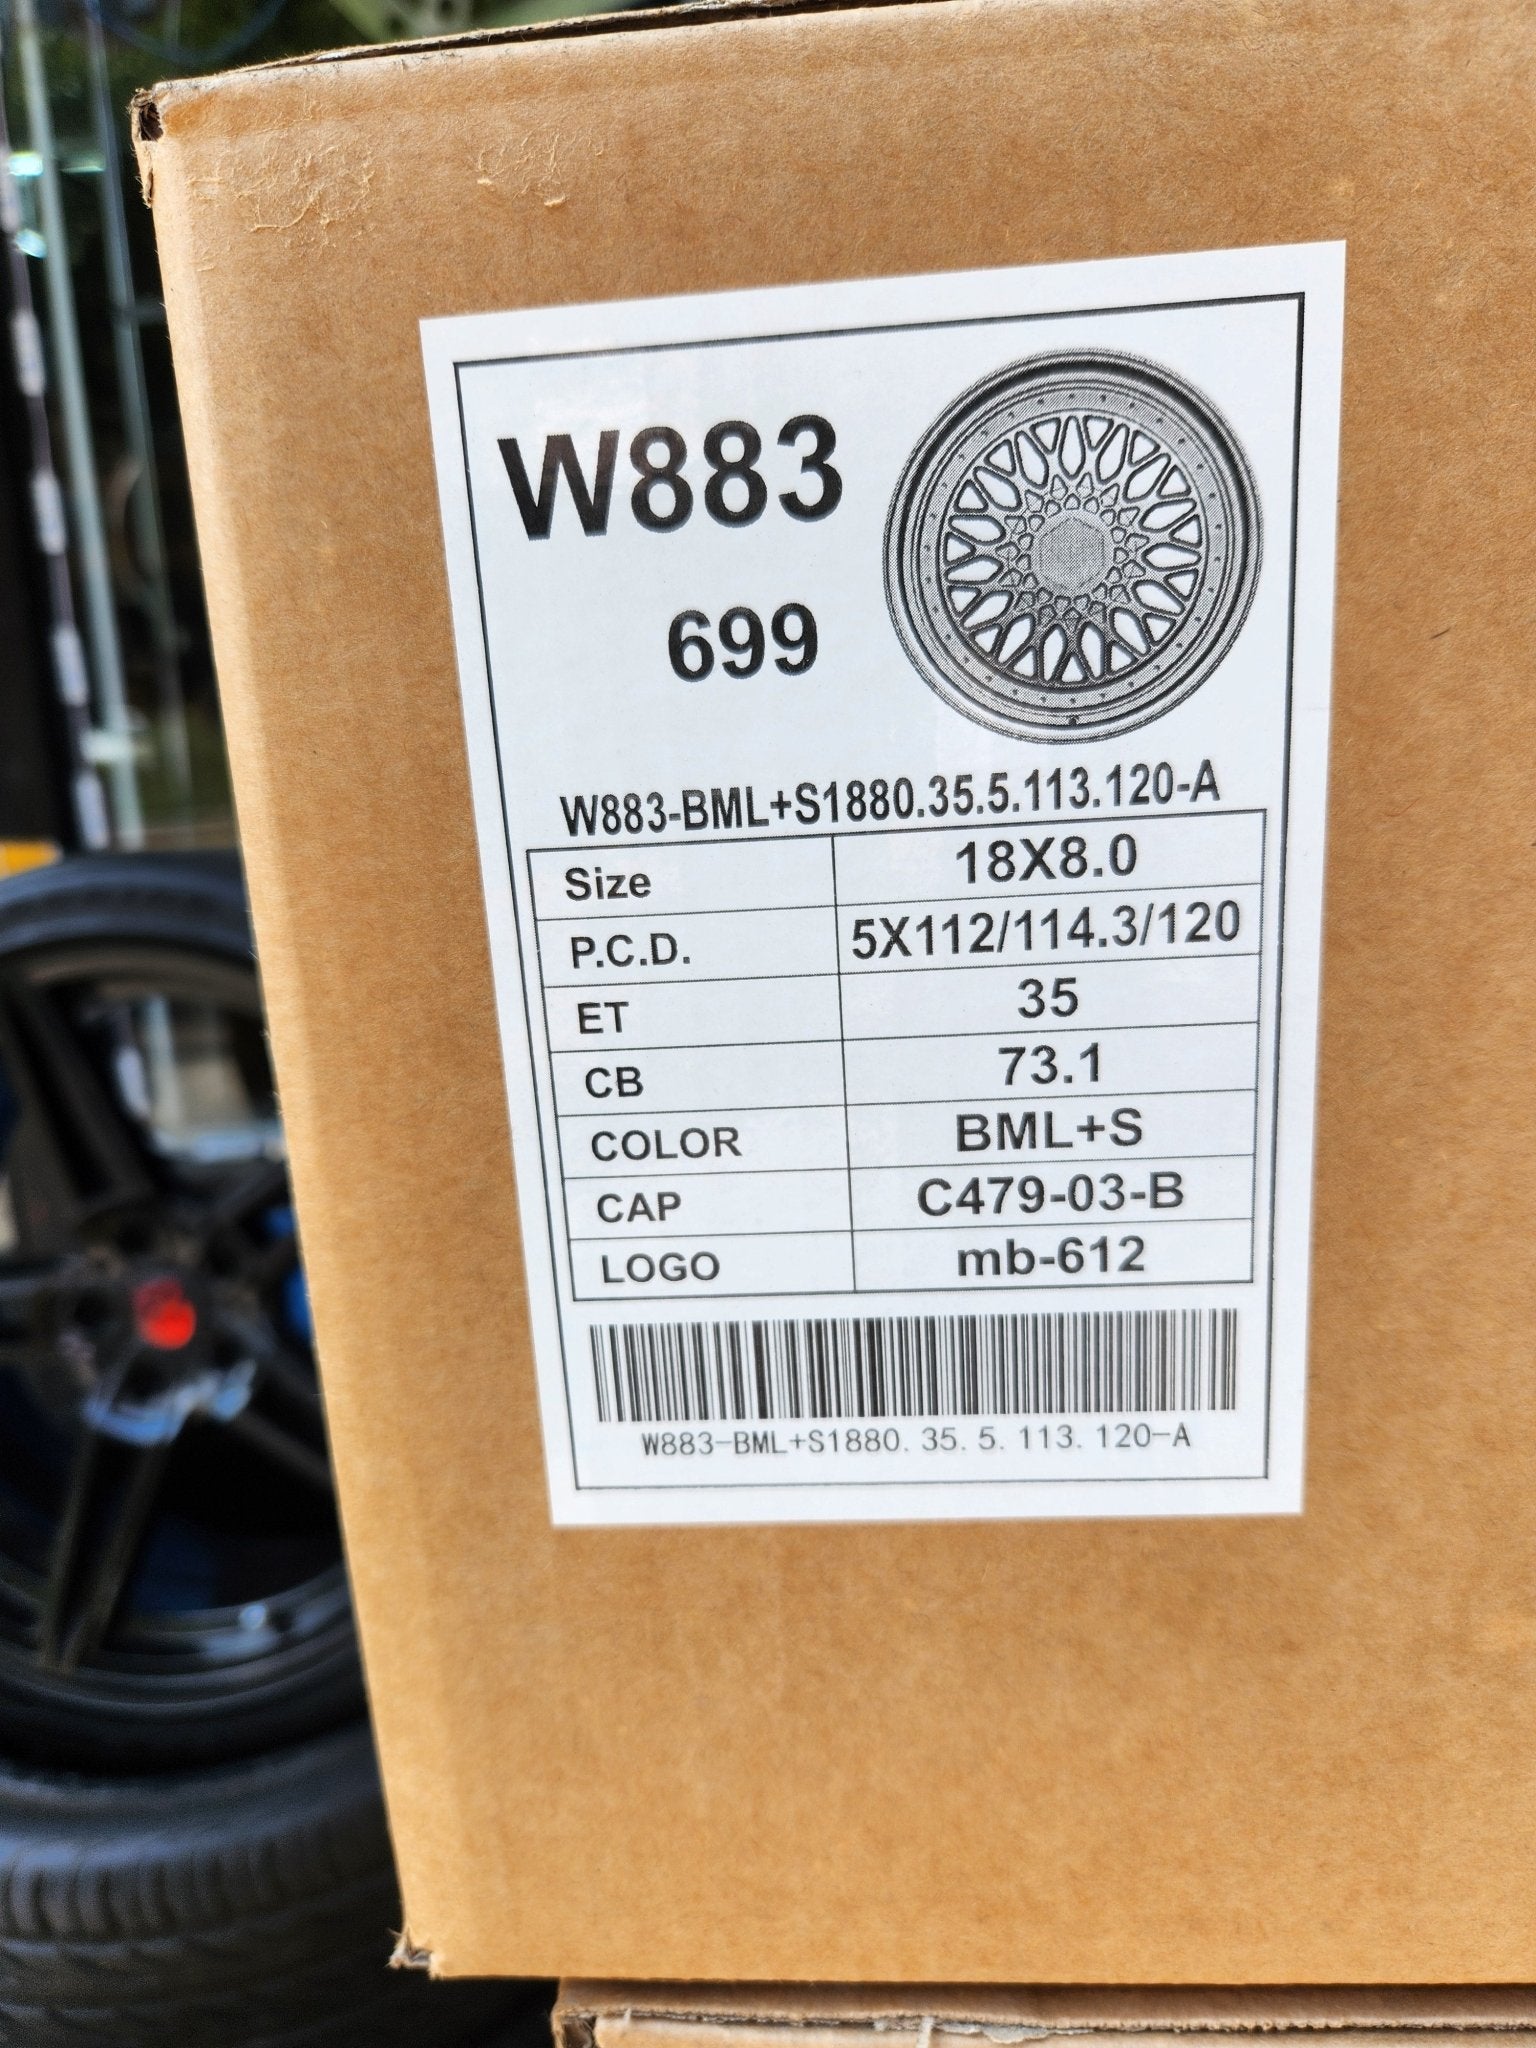 W883
699
W883-BML+S1880.35.5.113.120-A
Size 18X8.0
P.C.D. 5X112/114.3/120
ET 35
CB 73.1
COLOR BML+S
CAP C479-03-B
LOGO mb-612
W883-BML+S1880.35.5.113.120-A